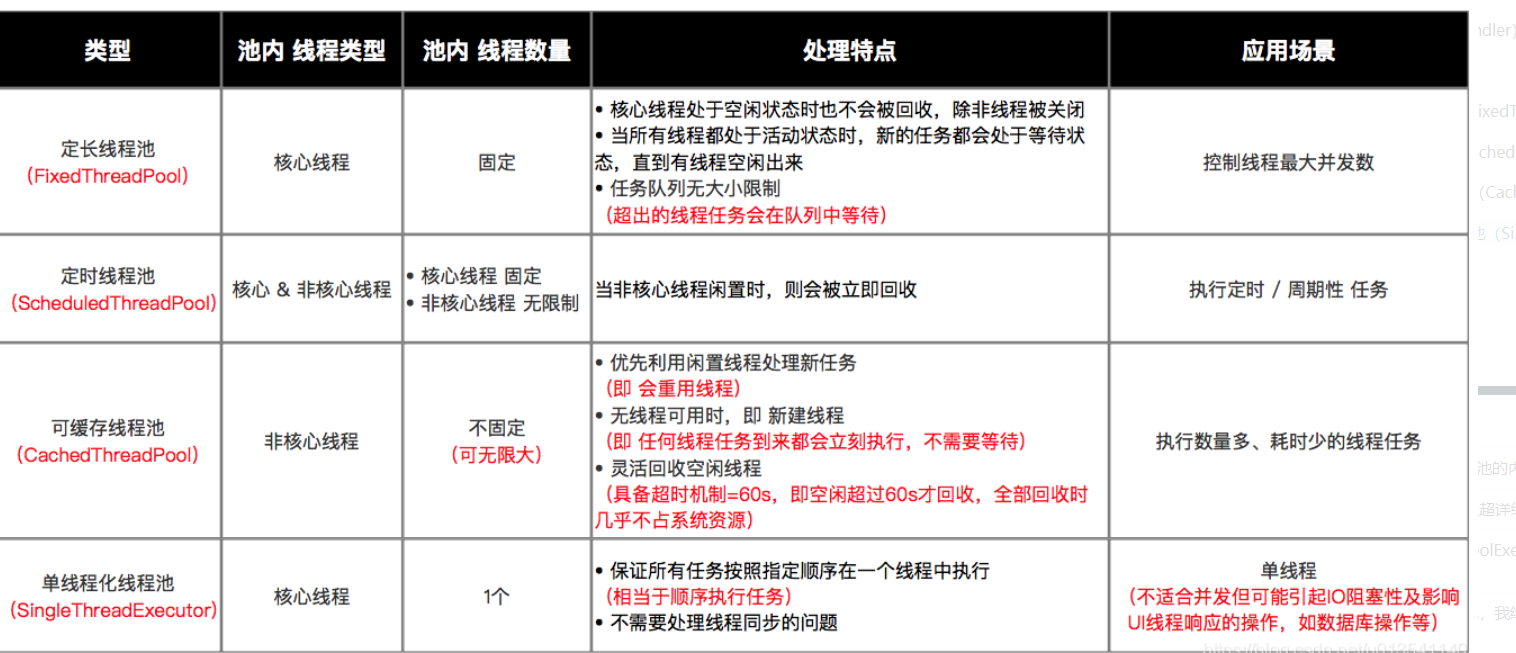 类型
池内 线程类型
池内 线程数量
处理特点
应用场景
定长线程池
（FixedThreadPool）
核心线程
固定
• 核心线程处于空闲状态时也不会被回收，除非线程被关闭
• 当所有线程都处于活动状态时，新的任务都会处于等待状
态，直到有线程空闲出来
• 任务队列无大小限制
（超出的线程任务会在队列中等待）
控制线程最大并发数
定时线程池
（ScheduledThreadPool）
核心 & 非核心线程
• 核心线程 固定
• 非核心线程 无限制
当非核心线程闲置时，则会被立即回收
执行定时 / 周期性 任务
可缓存线程池
（CachedThreadPool）
非核心线程
不固定
（可无限大）
• 优先利用闲置线程处理新任务
（即 会重用线程）
• 无线程可用时，即 新建线程
（即 任何线程任务到来都会立刻执行，不需要等待）
• 灵活回收空闲线程
（具备超时机制=60s，即空闲超过60s才回收，全部回收时
几乎不占系统资源）
执行数量多、耗时少的线程任务
单线程化线程池
（SingleThreadExecutor）
核心线程
1个
• 保证所有任务按照指定顺序在一个线程中执行
（相当于顺序执行任务）
• 不需要处理线程同步的问题
单线程
（不适合并发但可能引起IO阻塞性及影响
UI线程响应的操作，如数据库操作等）
ndler)
ixedT
ched
(Cach
（Si
池的内
超详细
olExe